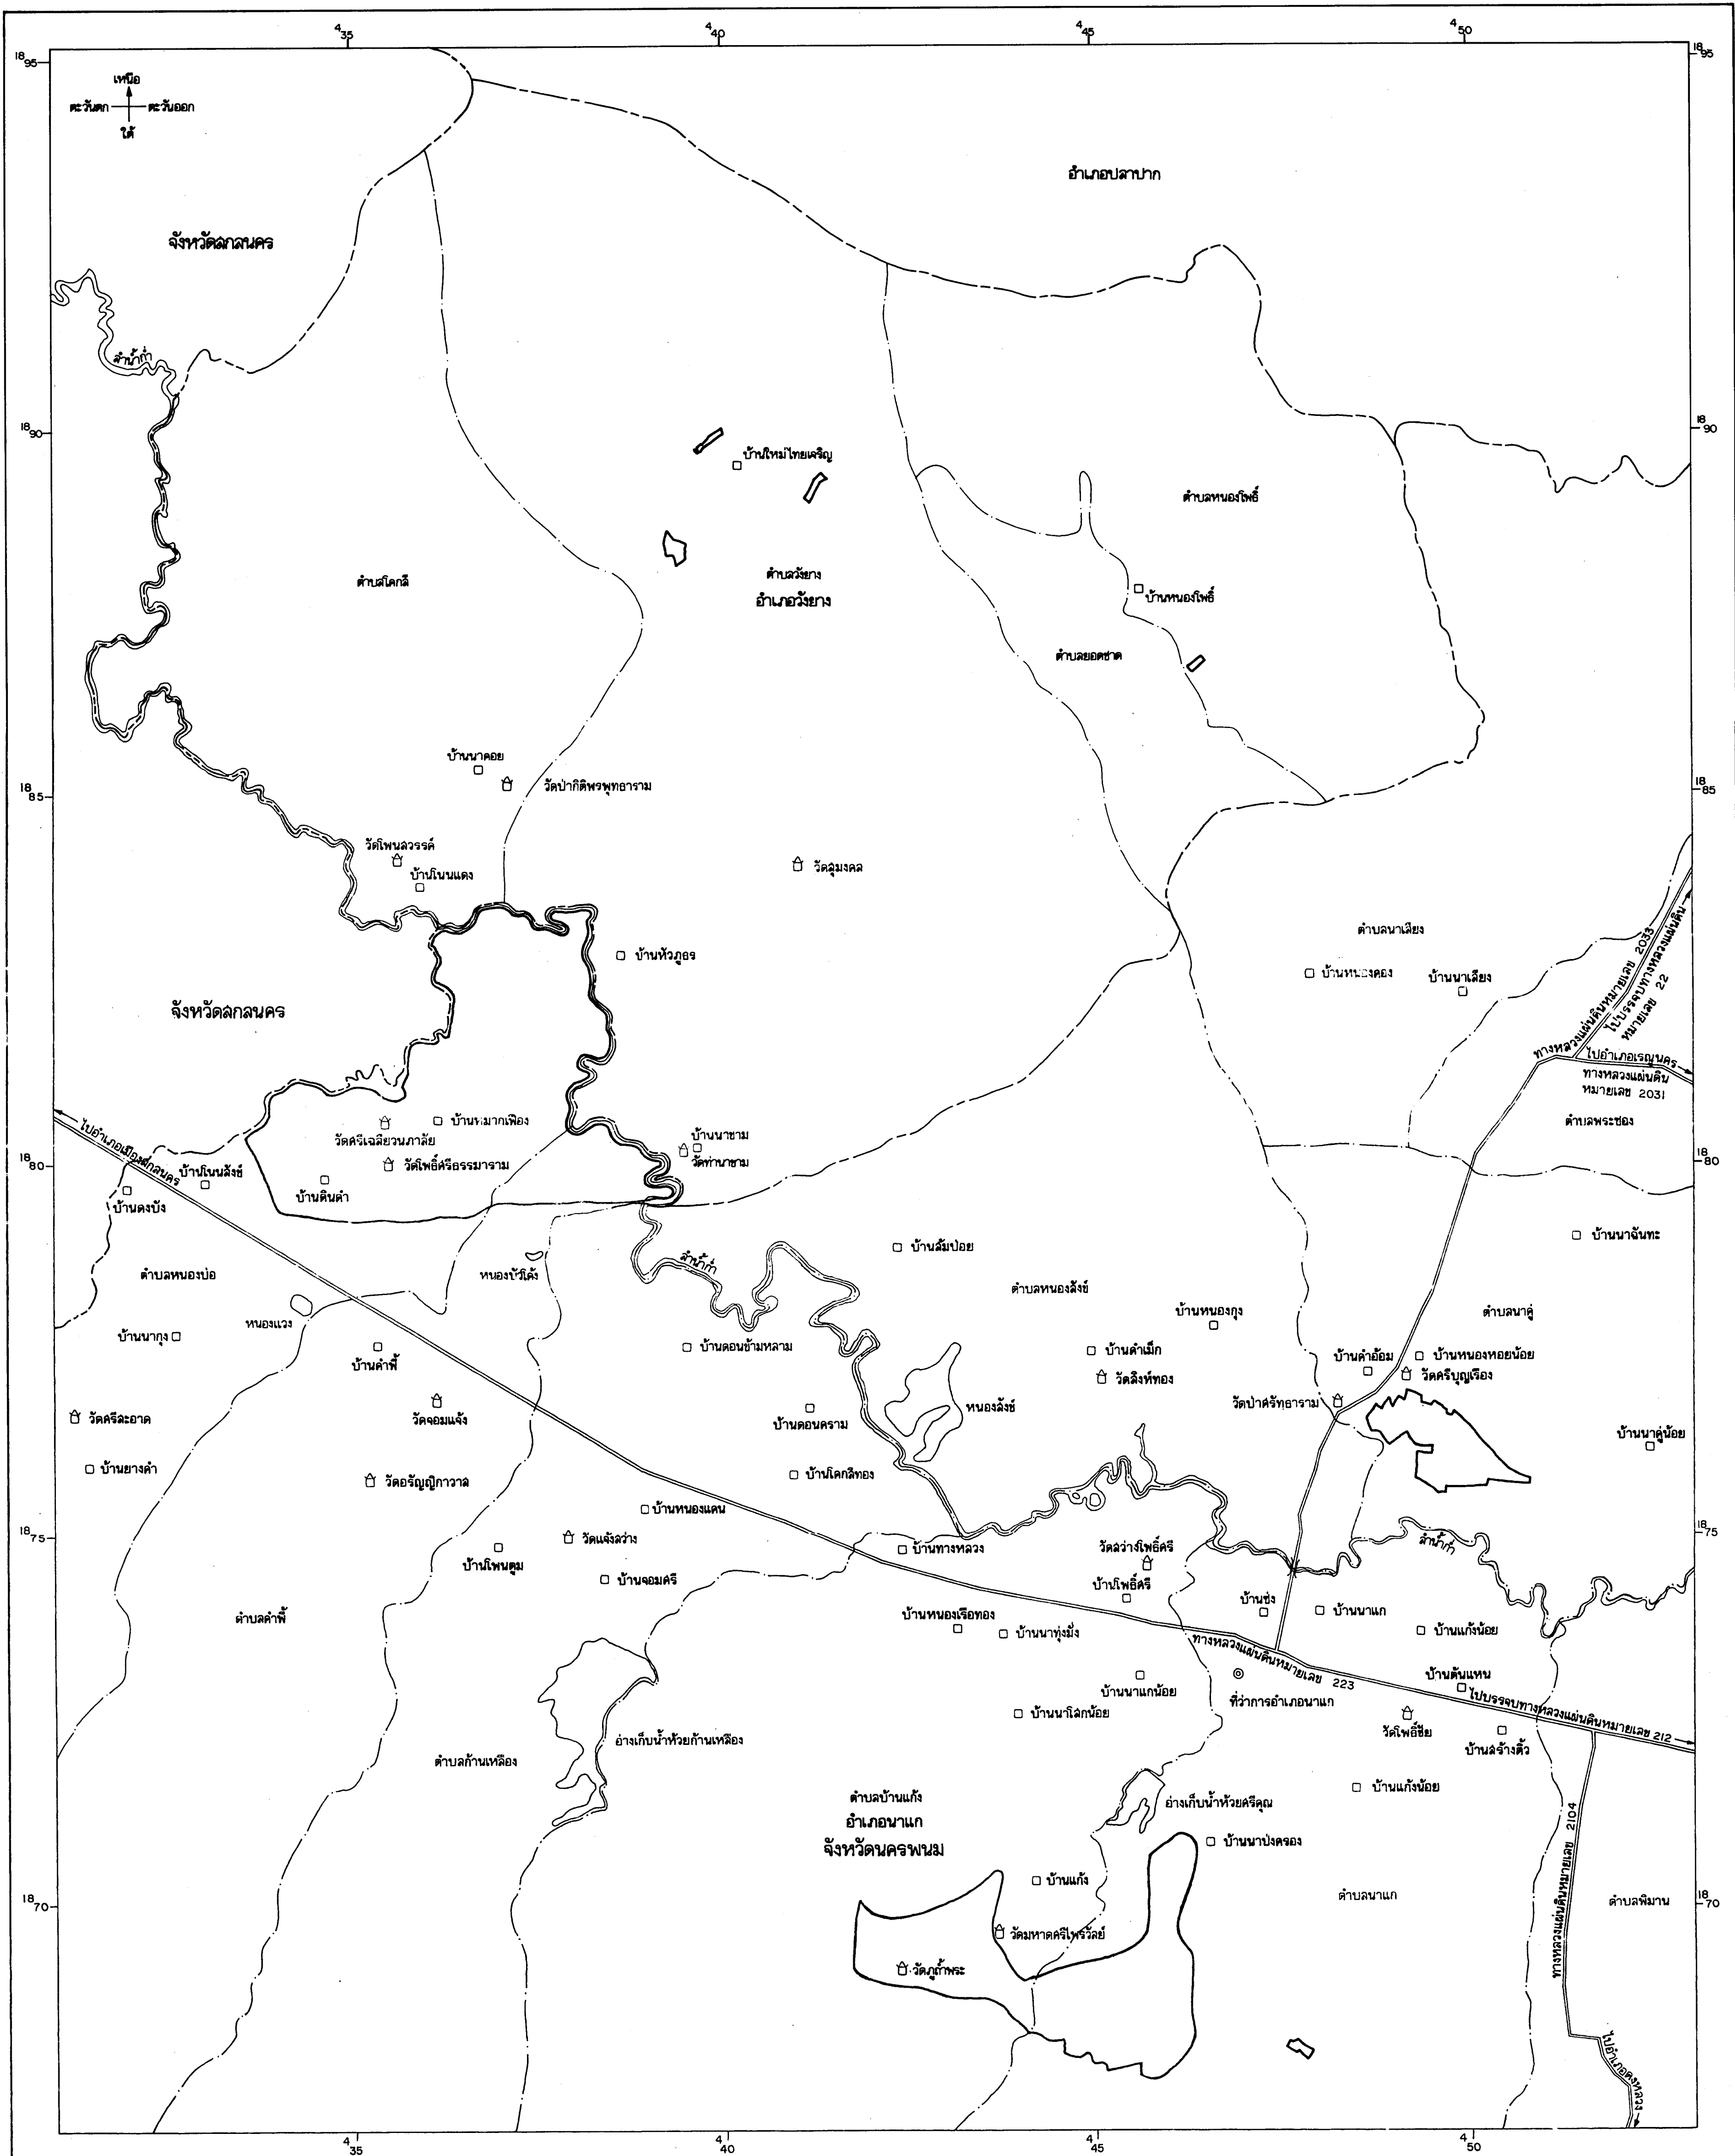 4 35
4 40
4 45
4 50
18 95
18 95
เหนือ
ตะวันตก
ตะวันออก
ใต้
อำเภอปลาปาก
จังหวัดสกลนคร
ลำน้ำก่ำ
18 90
18 90
บ้านใหม่ไทยเจริญ
ตำบลหนองโพธิ์
ตำบลโคกสี
ตำบลวังยาง
อำเภอวังยาง
บ้านหนองโพธิ์
ตำบลยอดชาด
บ้านนาคอย
วัดป่ากิติพรพุทธาราม
18 85
18 85
วัดโพนสวรรค์
บ้านโนนแดง
วัดสุมงคล
ตำบลนาเลียง
บ้านหัวภูธร
บ้านหนองคอง
บ้านนาเลียง
จังหวัดสกลนคร
ทางหลวงแผ่นดินหมายเลข 2033
ไปบรรจบทางหลวงแผ่นดิน
หมายเลข 22
ไปอำเภอเรณูนคร
ทางหลวงแผ่นดิน
หมายเลข 2031
ตำบลพระซอง
ไปอำเภอเมืองสกลนคร
บ้านหมากเฟือง
วัดศรีเฉลียวนภาลัย
บ้านนาขาม
วัดท่านาขาม
18 80
18 80
บ้านโนนสังข์
วัดโพธิ์ศรีธรรมาราม
บ้านดินดำ
บ้านดงบัง
บ้านนาฉันทะ
บ้านส้มป่อย
ลำน้ำก่ำ
ตำบลหนองบ่อ
หนองบัวโค้ง
ตำบลหนองสังข์
หนองแวง
บ้านหนองกุง
ตำบลนาคู่
บ้านนากุง
บ้านคำพี้
บ้านดอนข้ามหลาม
บ้านดำเม็ก
บ้านคำอ้อม
บ้านหนองหอยน้อย
วัดสิงห์ทอง
วัดศรีบุญเรือง
วัดศรีสะอาด
วัดจอมแจ้ง
บ้านดอนคราม
หนองสังข์
วัดป่าศรัทธาราม
บ้านนาคู่น้อย
บ้านยางคำ
วัดอรัญญิกาวาส
บ้านโคกสีทอง
บ้านหนองแคน
18 75
18 75
วัดแจ้งสว่าง
บ้านทางหลวง
วัดสว่างโพธิ์ศรี
ลำน้ำก่ำ
บ้านโพนตูม
บ้านจอมศรี
บ้านโพธิ์ศรี
บ้านซ่ง
บ้านนาแก
ตำบลคำพี้
บ้านหนองเรือทอง
บ้านนาทุ่งมั่ง
บ้านแก้งน้อย
ทางหลวงแผ่นดินหมายเลข 223
บ้านต้นแหน
บ้านนาแกน้อย
ที่ว่าการอำเภอนาแก
ไปบรรจบทางหลวงแผ่นดินหมายเลข 212
บ้านนาโสกน้อย
วัดโพธิ์ชัย
อ่างเก็บน้ำห้วยก้านเหลือง
บ้านสร้างติ้ว
ตำบลก้านเหลือง
บ้านแก้งน้อย
ตำบลบ้านแก้ง
อ่างเก็บน้ำห้วยศรีคุณ
อำเภอนาแก
จังหวัดนครพนม
บ้านนาป่งครอง
ทางหลวงแผ่นดินหมายเลข 2104
บ้านแก้ง
ตำบลนาแก
ตำบลพิมาน
18 70
18 70
วัดมหาดศรีไพรวัลย์
วัดภูถ้ำพระ
ไปอำเภอดงหลวง
4 35
4 40
4 45
4 50